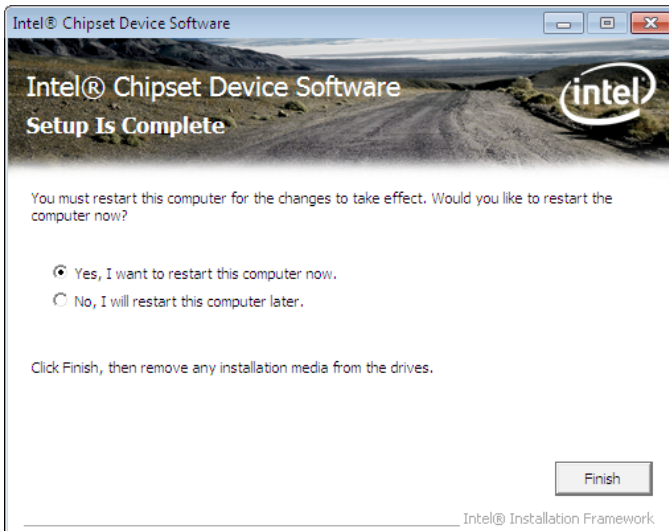 Intel® Chipset Device Software
Intel® Chipset Device Software
intel
Setup Is Complete
You must restart this computer for the changes to take effect. Would you like to restart the
computer now?
Yes, I want to restart this computer now.
No, I will restart this computer later.
Click Finish, then remove any installation media from the drives.
Finish
Intel® Installation Framework